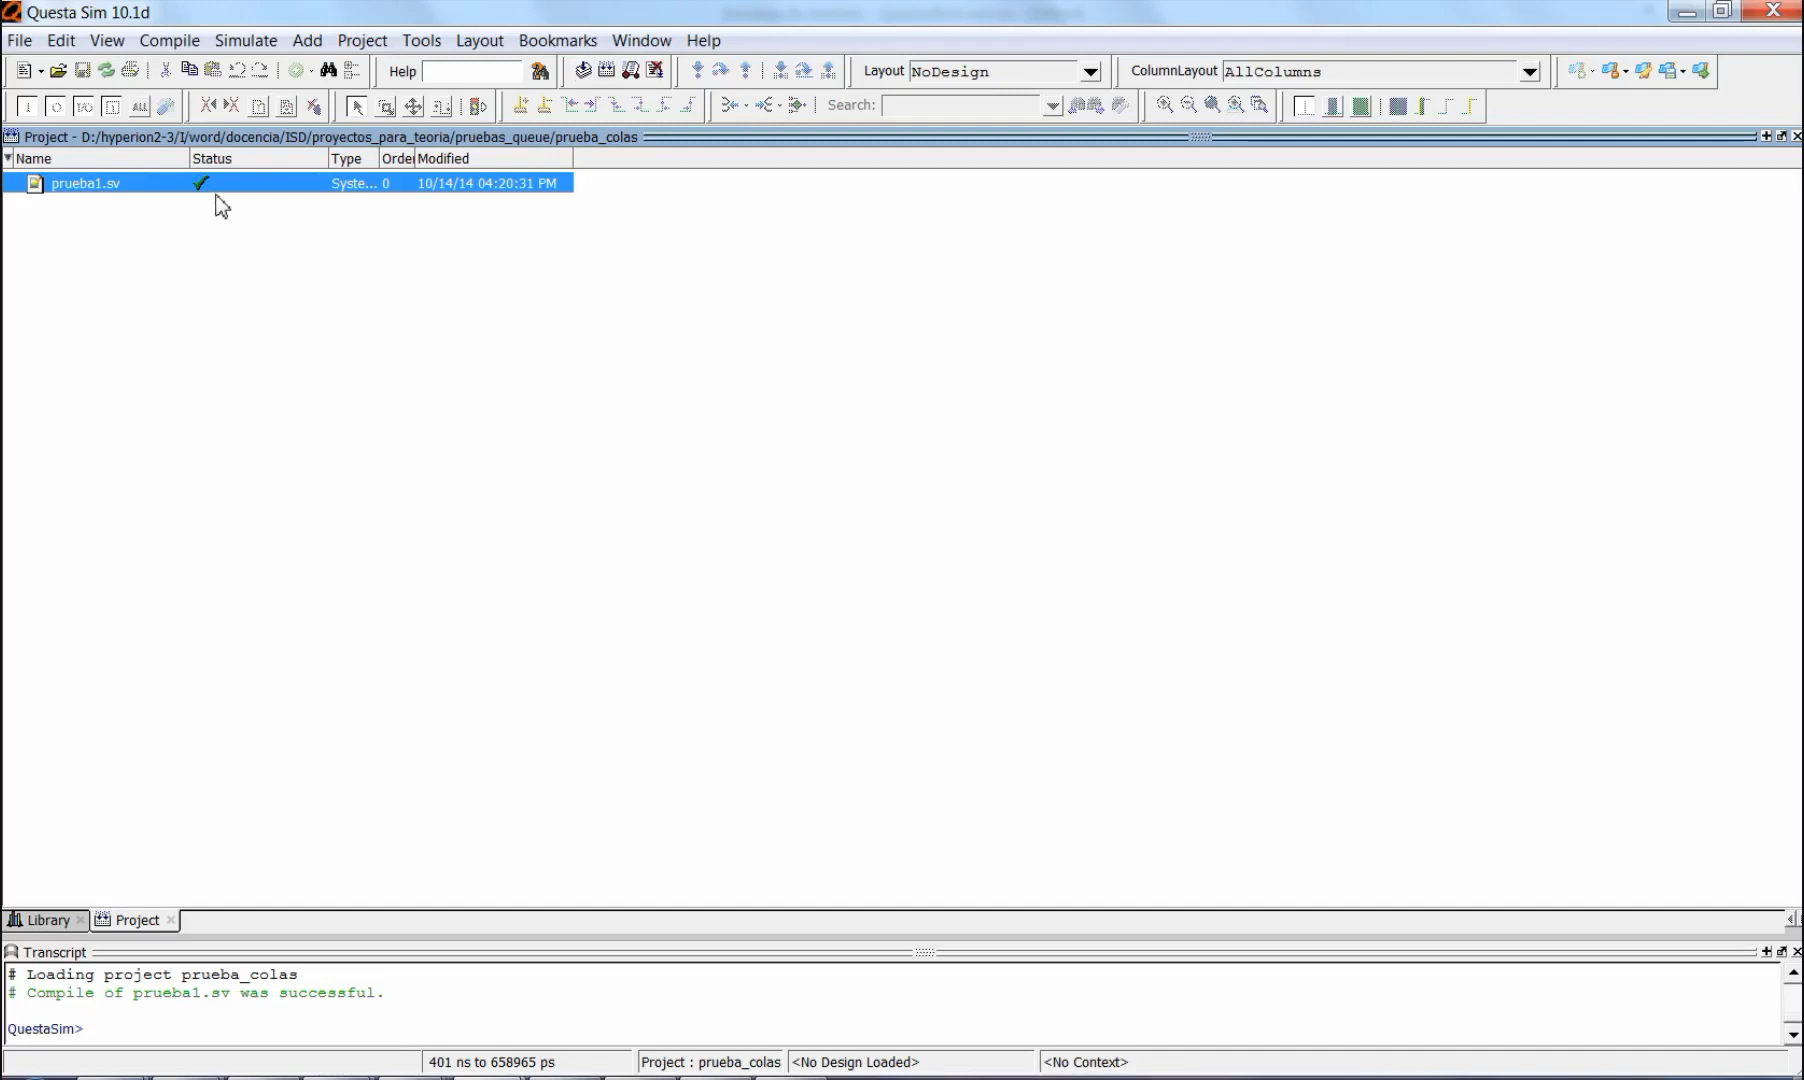 Questa Sim 10.1d
File Edit View Compile Simulate Add Project Tools Layout Bookmarks Window Help
Help Layout NoDesign ColumnLayout AllColumns
ALL Search:
Project - D:/hyperion2-3/I/word/docencia/ISD/proyectos_para_teoria/pruebas_queue/prueba_colas
Name Status Type Order Modified
prueba1.sv Syste... 0 10/14/14 04:20:31 PM
Library Project
Transcript
# Loading project prueba_colas
# Compile of prueba1.sv was successful.
QuestaSim>
401 ns to 658965 ps Project : prueba_colas <No Design Loaded> <No Context>